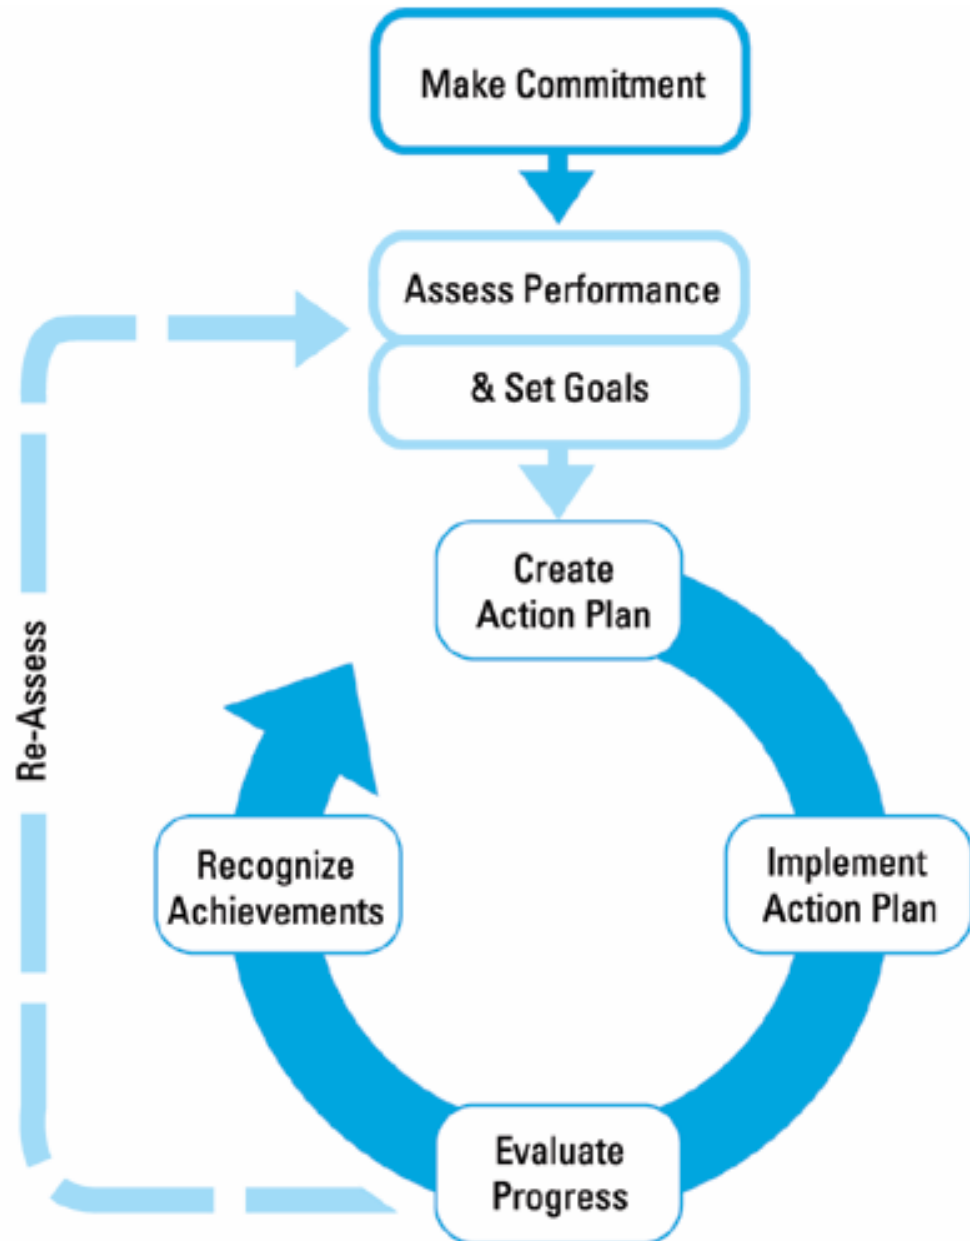 Make Commitment
Assess Performance
& Set Goals
Create
Action Plan
Re-Assess
Recognize
Achievements
Implement
Action Plan
Evaluate
Progress